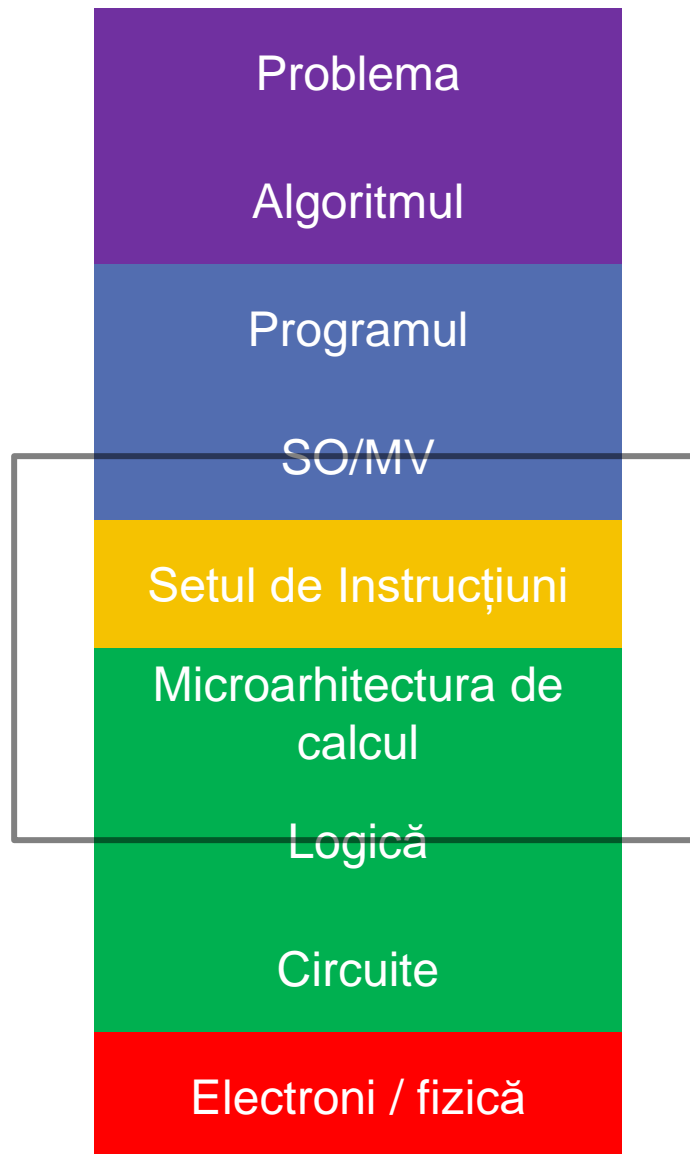 Problema
Algoritmul
Programul
SO/MV
Setul de Instrucțiuni
Microarhitectura de
calcul
Logică
Circuite
Electroni / fizică